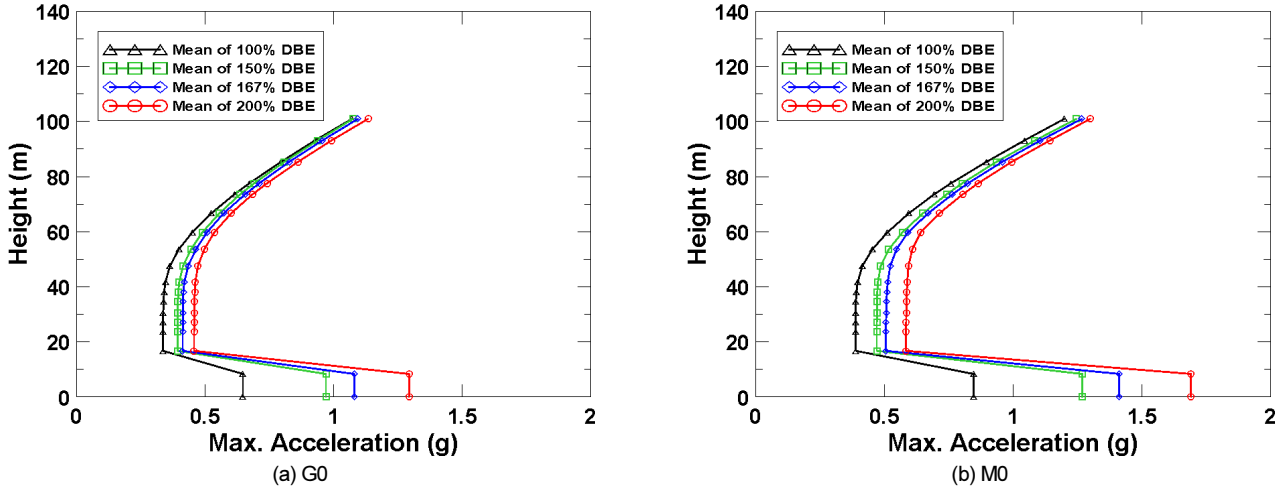 140
120
100
80
60
40
20
0
Height (m)
Mean of 100% DBE
Mean of 150% DBE
Mean of 167% DBE
Mean of 200% DBE
0 0.5 1 1.5 2
Max. Acceleration (g)
(a) G0
140
120
100
80
60
40
20
0
Height (m)
Mean of 100% DBE
Mean of 150% DBE
Mean of 167% DBE
Mean of 200% DBE
0 0.5 1 1.5 2
Max. Acceleration (g)
(b) M0